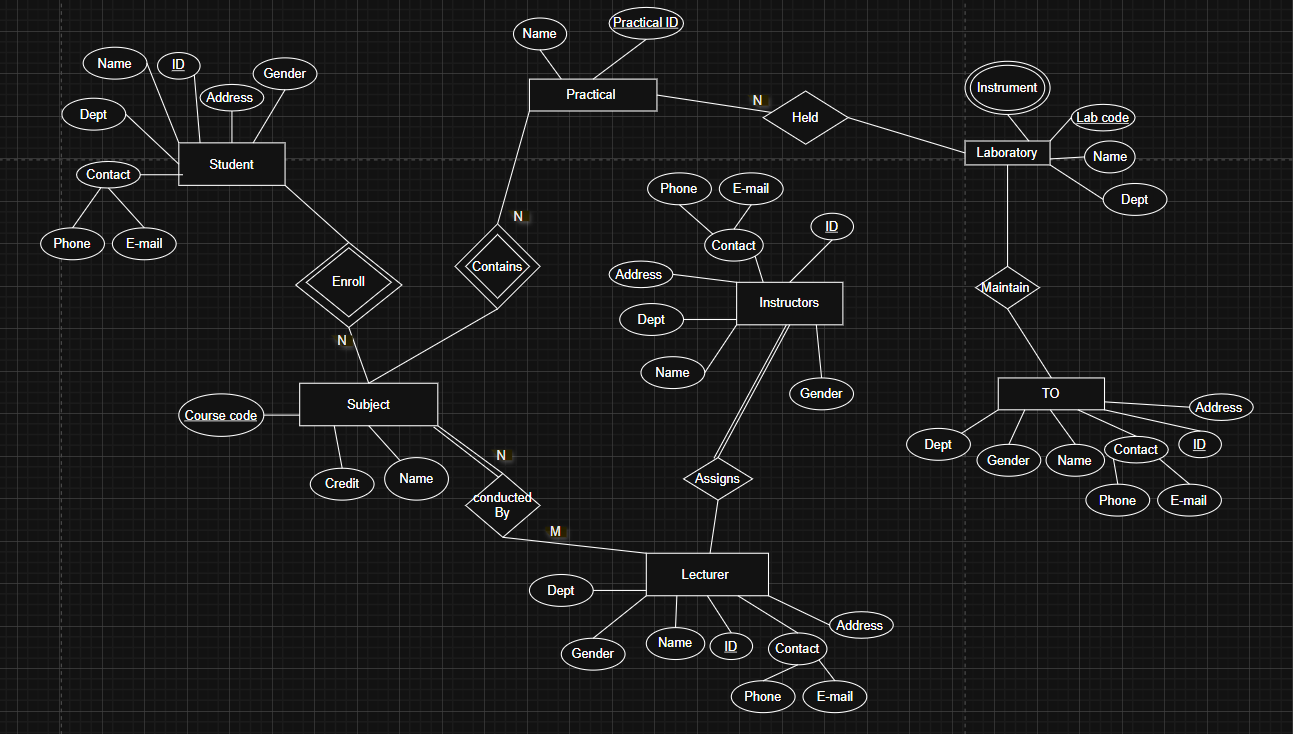 Practical ID
Name
Name
ID
Gender
Instrument
Address
Practical
N
Dept
Held
Lab code
Student
Laboratory
Name
Contact
Phone
E-mail
Dept
N
ID
Phone
E-mail
Contact
Contains
Address
Enroll
Maintain
Instructors
Dept
N
Name
Gender
TO
Subject
Address
Course code
Dept
ID
Contact
N
Gender
Name
Credit
Name
Assigns
conducted
By
Phone
E-mail
M
Lecturer
Dept
Address
Name
ID
Contact
Gender
Phone
E-mail